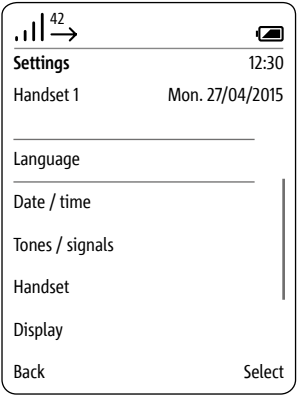 42
Settings 12:30
Handset 1 Mon. 27/04/2015
Language
Date / time
Tones / signals
Handset
Display
Back Select